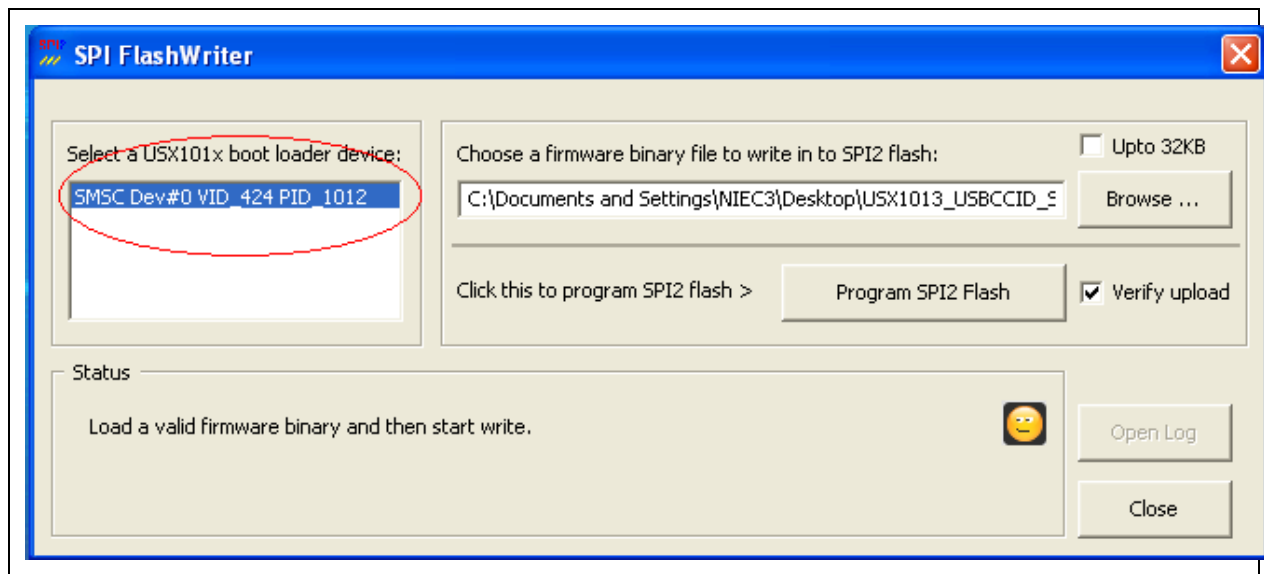 SPI FlashWriter
Select a USX101x boot loader device:
SMSC Dev#0 VID_424 PID_1012
Choose a firmware binary file to write in to SPI2 flash:
Upto 32KB
C:\Documents and Settings\NIEC3\Desktop\USX1013_USBCCID_S
Browse ...
Click this to program SPI2 flash >
Program SPI2 Flash
Verify upload
Status
Load a valid firmware binary and then start write.
Open Log
Close